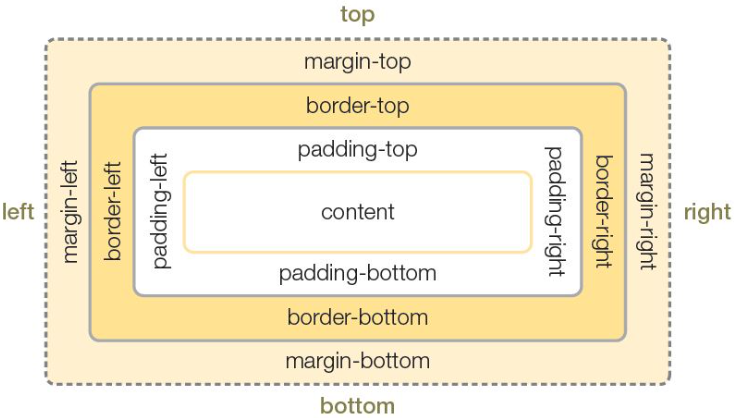 top
margin-top
border-top
padding-top
left
margin-left
border-left
padding-left
content
padding-right
border-right
margin-right
right
padding-bottom
border-bottom
margin-bottom
bottom